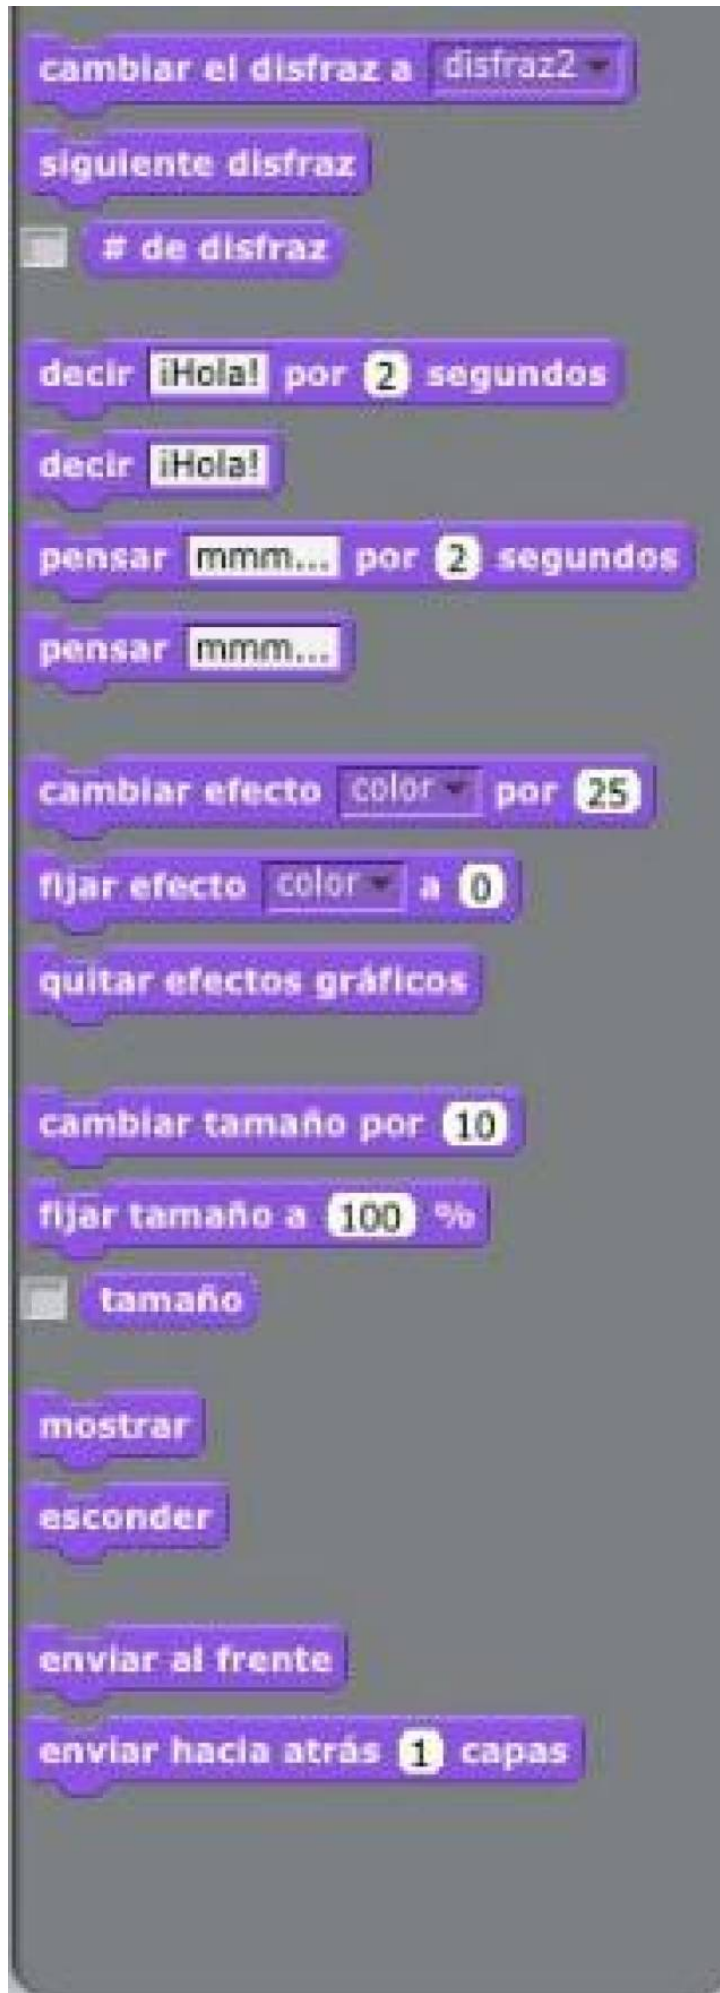 cambiar el disfraz a disfraz2
siguiente disfraz
# de disfraz
decir ¡Hola! por 2 segundos
decir ¡Hola!
pensar mmm... por 2 segundos
pensar mmm...
cambiar efecto color por 25
fijar efecto color a 0
quitar efectos gráficos
cambiar tamaño por 10
fijar tamaño a 100 %
tamaño
mostrar
esconder
enviar al frente
enviar hacia atrás 1 capas